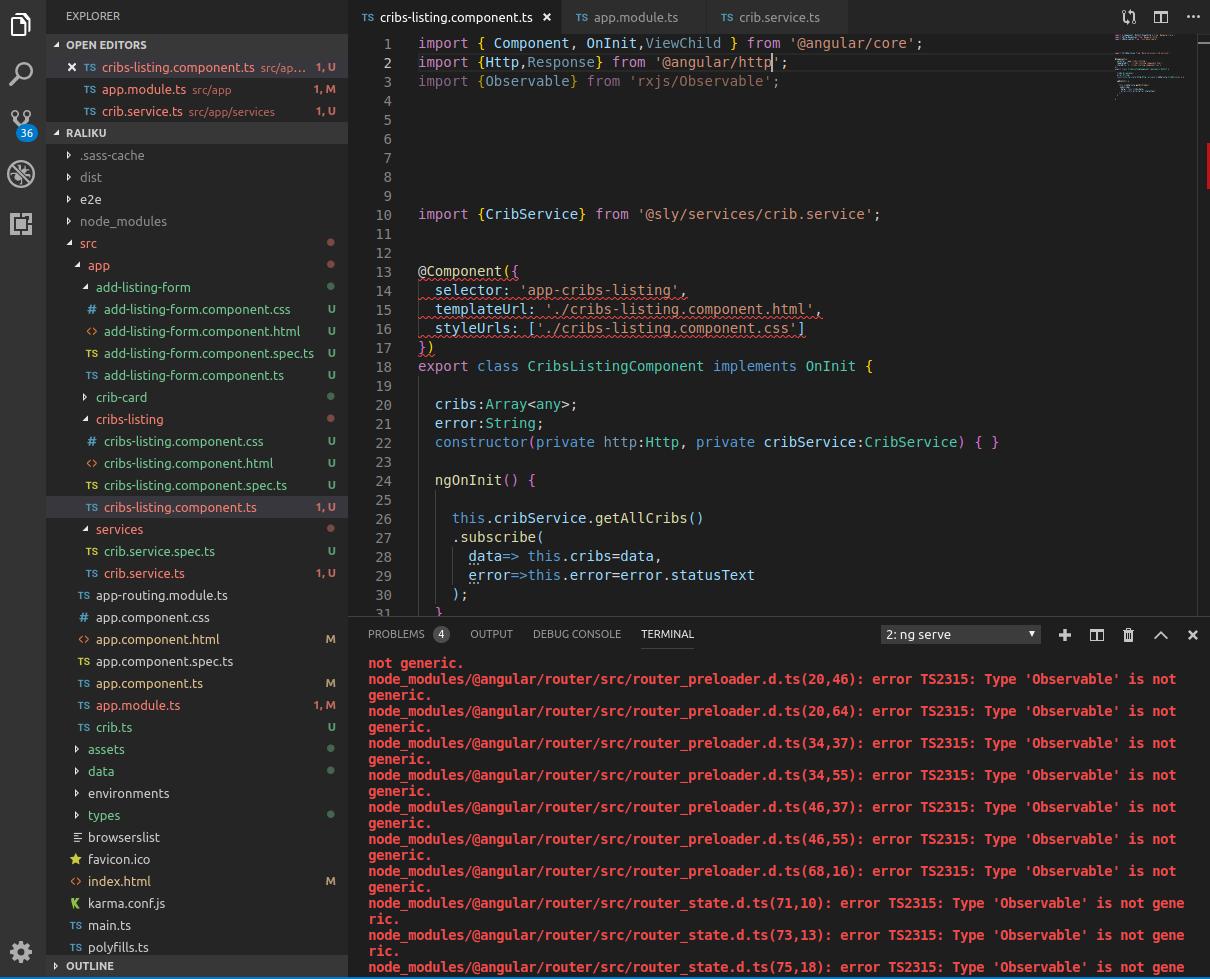 EXPLORER
OPEN EDITORS
cribs-listing.component.ts src/ap... 1, U
app.module.ts src/app 1, M
crib.service.ts src/app/services 1, U
36
RALIKU
.sass-cache
dist
e2e
node_modules
src
app
add-listing-form
# add-listing-form.component.css U
<> add-listing-form.component.html U
TS add-listing-form.component.spec.ts U
TS add-listing-form.component.ts U
crib-card
cribs-listing
# cribs-listing.component.css U
<> cribs-listing.component.html U
TS cribs-listing.component.spec.ts U
TS cribs-listing.component.ts 1, U
services
TS crib.service.spec.ts U
TS crib.service.ts 1, U
TS app-routing.module.ts
# app.component.css
<> app.component.html M
TS app.component.spec.ts
TS app.component.ts M
TS app.module.ts 1, M
TS crib.ts U
assets
data
environments
types
browserslist
favicon.ico
<> index.html M
karma.conf.js
TS main.ts
TS polyfills.ts
OUTLINE
TS cribs-listing.component.ts × TS app.module.ts TS crib.service.ts
1 import { Component, OnInit,ViewChild } from '@angular/core';
2 import {Http,Response} from '@angular/http';
3 import {Observable} from 'rxjs/Observable';
4
5
6
7
8
9
10 import {CribService} from '@sly/services/crib.service';
11
12
13 @Component({
14 selector: 'app-cribs-listing',
15 templateUrl: './cribs-listing.component.html',
16 styleUrls: ['./cribs-listing.component.css']
17 })
18 export class CribsListingComponent implements OnInit {
19
20 cribs:Array<any>;
21 error:String;
22 constructor(private http:Http, private cribService:CribService) { }
23
24 ngOnInit() {
25
26 this.cribService.getAllCribs()
27 .subscribe(
28 data=> this.cribs=data,
29 error=>this.error=error.statusText
30 );
31 }
PROBLEMS 4 OUTPUT DEBUG CONSOLE TERMINAL 2: ng serve
not generic.
node_modules/@angular/router/src/router_preloader.d.ts(20,46): error TS2315: Type 'Observable' is not
generic.
node_modules/@angular/router/src/router_preloader.d.ts(20,64): error TS2315: Type 'Observable' is not
generic.
node_modules/@angular/router/src/router_preloader.d.ts(34,37): error TS2315: Type 'Observable' is not
generic.
node_modules/@angular/router/src/router_preloader.d.ts(34,55): error TS2315: Type 'Observable' is not
generic.
node_modules/@angular/router/src/router_preloader.d.ts(46,37): error TS2315: Type 'Observable' is not
generic.
node_modules/@angular/router/src/router_preloader.d.ts(46,55): error TS2315: Type 'Observable' is not
generic.
node_modules/@angular/router/src/router_preloader.d.ts(68,16): error TS2315: Type 'Observable' is not
generic.
node_modules/@angular/router/src/router_state.d.ts(71,10): error TS2315: Type 'Observable' is not gene
ric.
node_modules/@angular/router/src/router_state.d.ts(73,13): error TS2315: Type 'Observable' is not gene
ric.
node_modules/@angular/router/src/router_state.d.ts(75,18): error TS2315: Type 'Observable' is not gene